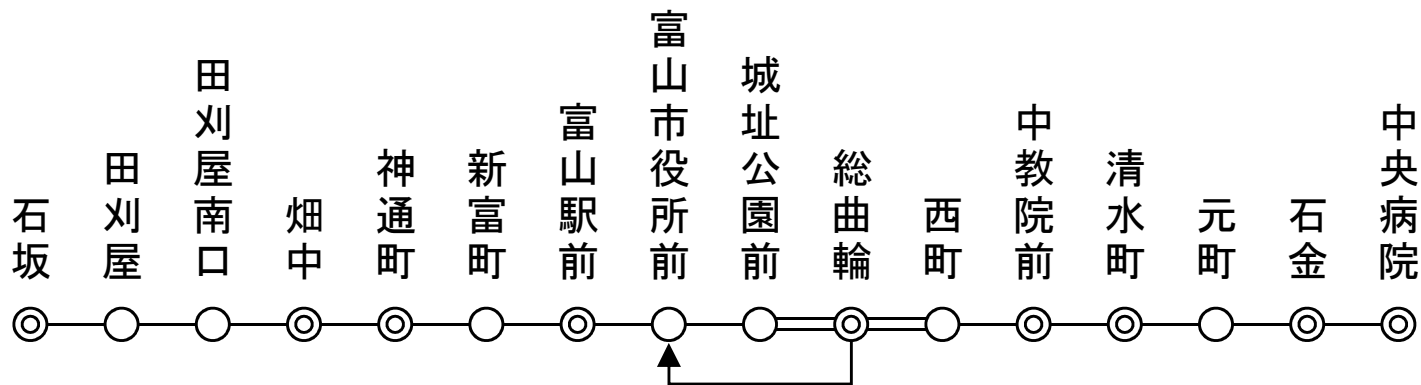 石坂
田刈屋
田刈屋南口
畑中
神通町
新富町
富山駅前
富山市役所前
城址公園前
総曲輪
西町
中教院前
清水町
元町
石金
中央病院